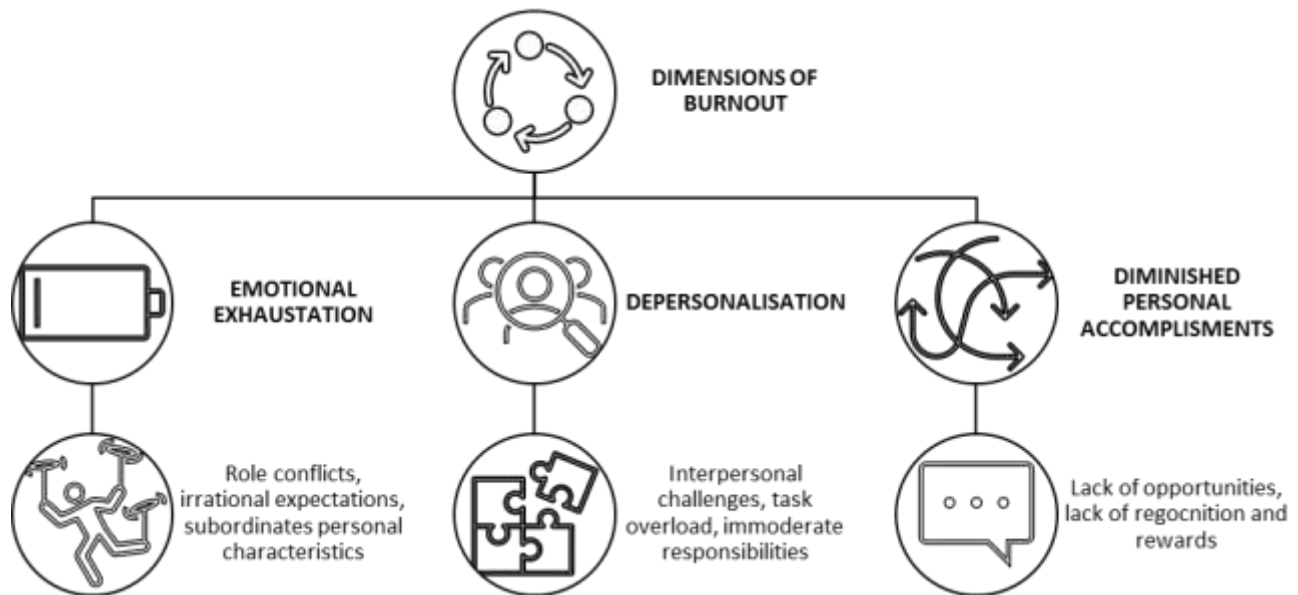 DIMENSIONS OF
BURNOUT
EMOTIONAL
EXHAUSTATION
DEPERSONALISATION
DIMINISHED
PERSONAL
ACCOMPLISMENTS
Role conflicts,
irrational expectations,
subordinates personal
characteristics
Interpersonal
challenges, task
overload, immoderate
responsibilities
Lack of opportunities,
lack of regocnition and
rewards